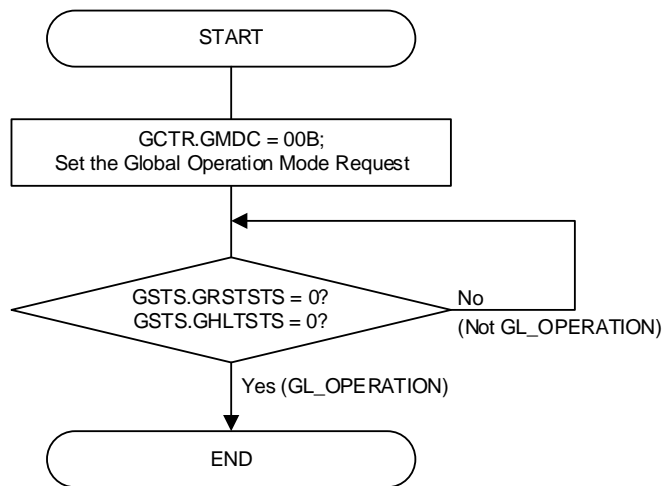 START
GCTR.GMDC = 00B;
Set the Global Operation Mode Request
GSTS.GRSTSTS = 0?
GSTS.GHLTSTS = 0?
No
(Not GL_OPERATION)
Yes (GL_OPERATION)
END